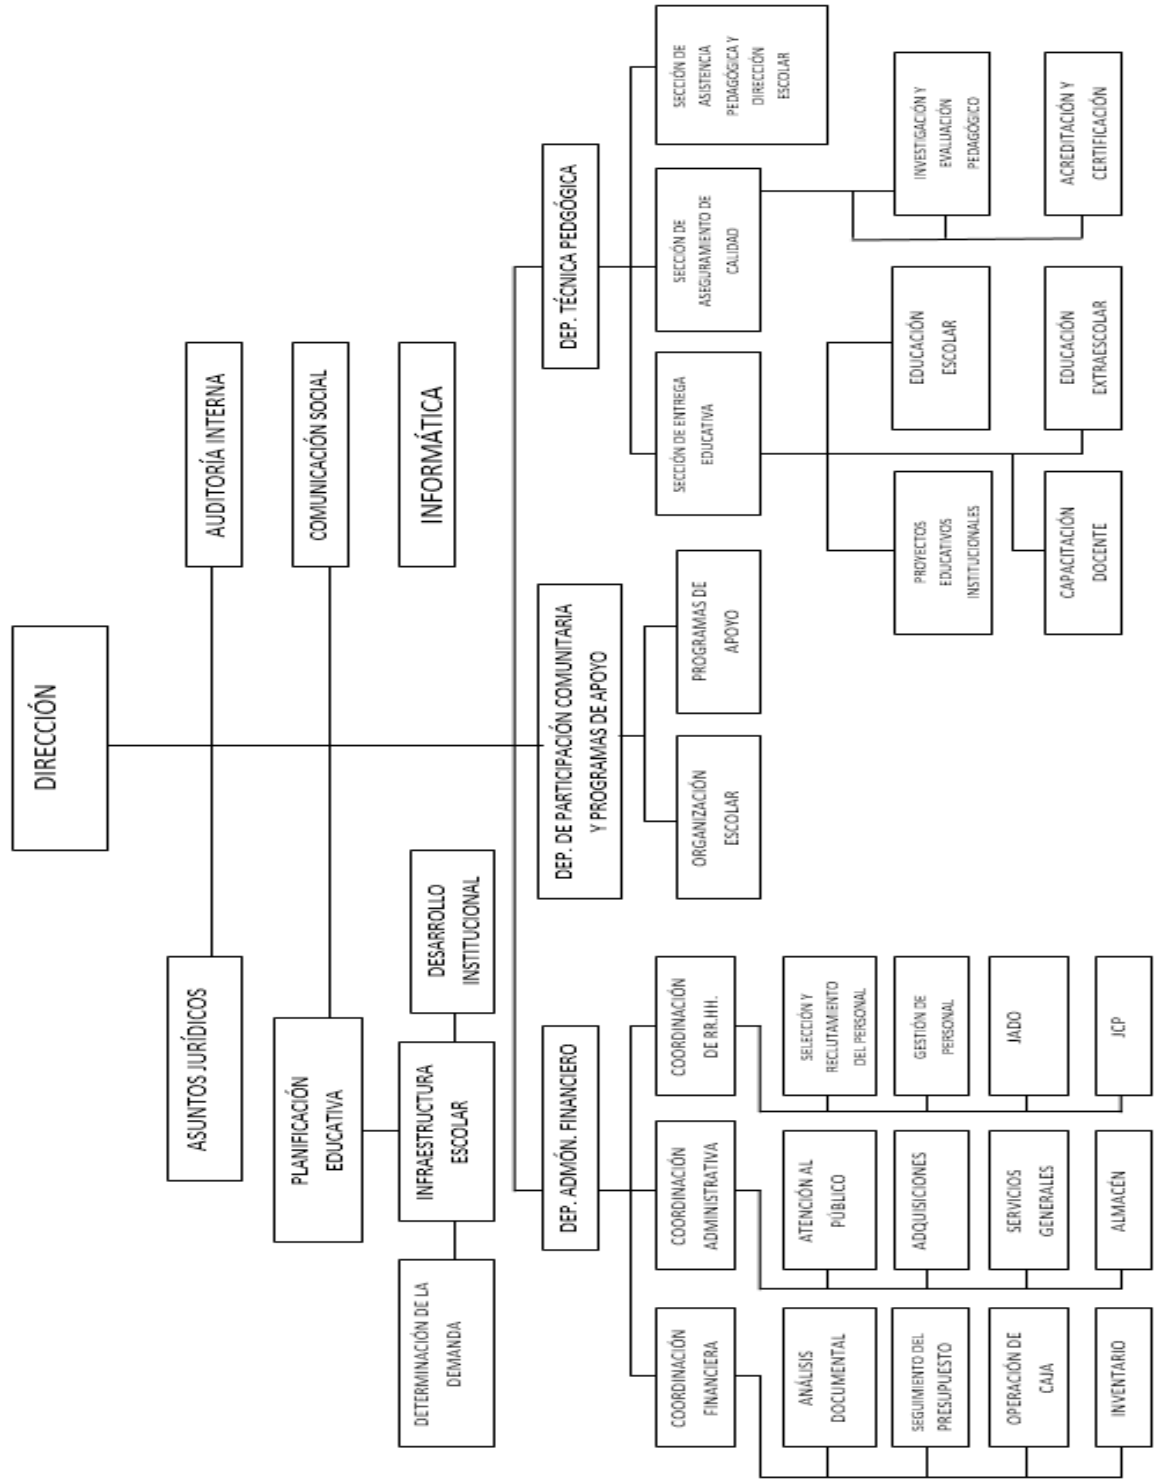 DIRECCIÓN
ASUNTOS JURÍDICOS
AUDITORÍA INTERNA
PLANIFICACIÓN
EDUCATIVA
COMUNICACIÓN SOCIAL
DETERMINACIÓN DE LA
DEMANDA
INFRAESTRUCTURA
ESCOLAR
DESARROLLO
INSTITUCIONAL
INFORMÁTICA
DEP. ADMÓN. FINANCIERO
DEP. DE PARTICIPACIÓN COMUNITARIA
Y PROGRAMAS DE APOYO
DEP. TÉCNICA PEDGÓGICA
COORDINACIÓN
FINANCIERA
COORDINACIÓN
ADMINISTRATIVA
COORDINACIÓN
DE RR.HH.
ORGANIZACIÓN
ESCOLAR
PROGRAMAS DE
APOYO
SECCIÓN DE ENTREGA
EDUCATIVA
SECCIÓN DE
ASEGURAMIENTO DE
CALIDAD
SECCIÓN DE
ASISTENCIA
PEDAGÓGICA Y
DIRECCIÓN
ESCOLAR
ANÁLISIS
DOCUMENTAL
ATENCIÓN AL
PÚBLICO
SELECCIÓN Y
RECLUTAMIENTO
DEL PERSONAL
SEGUIMIENTO DEL
PRESUPUESTO
ADQUISICIONES
GESTIÓN DE
PERSONAL
PROYECTOS
EDUCATIVOS
INSTITUCIONALES
EDUCACIÓN
ESCOLAR
INVESTIGACIÓN Y
EVALUACIÓN
PEDAGÓGICO
OPERACIÓN DE
CAJA
SERVICIOS
GENERALES
JADO
CAPACITACIÓN
DOCENTE
EDUCACIÓN
EXTRAESCOLAR
ACREDITACIÓN Y
CERTIFICACIÓN
INVENTARIO
ALMACÉN
JCP